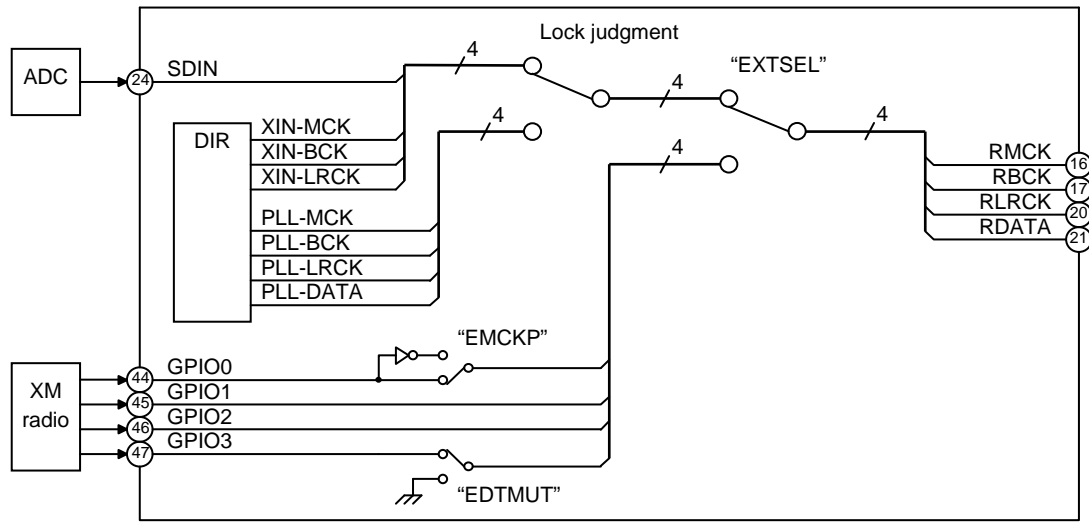 Lock judgment
4
"EXTSEL"
ADC
24
SDIN
4
4
4
DIR
XIN-MCK
XIN-BCK
XIN-LRCK
4
RMCK
16
RBCK
17
RLRCK
20
RDATA
21
PLL-MCK
PLL-BCK
PLL-LRCK
PLL-DATA
"EMCKP"
XM
radio
44
GPIO0
45
GPIO1
46
GPIO2
47
GPIO3
"EDTMUT"